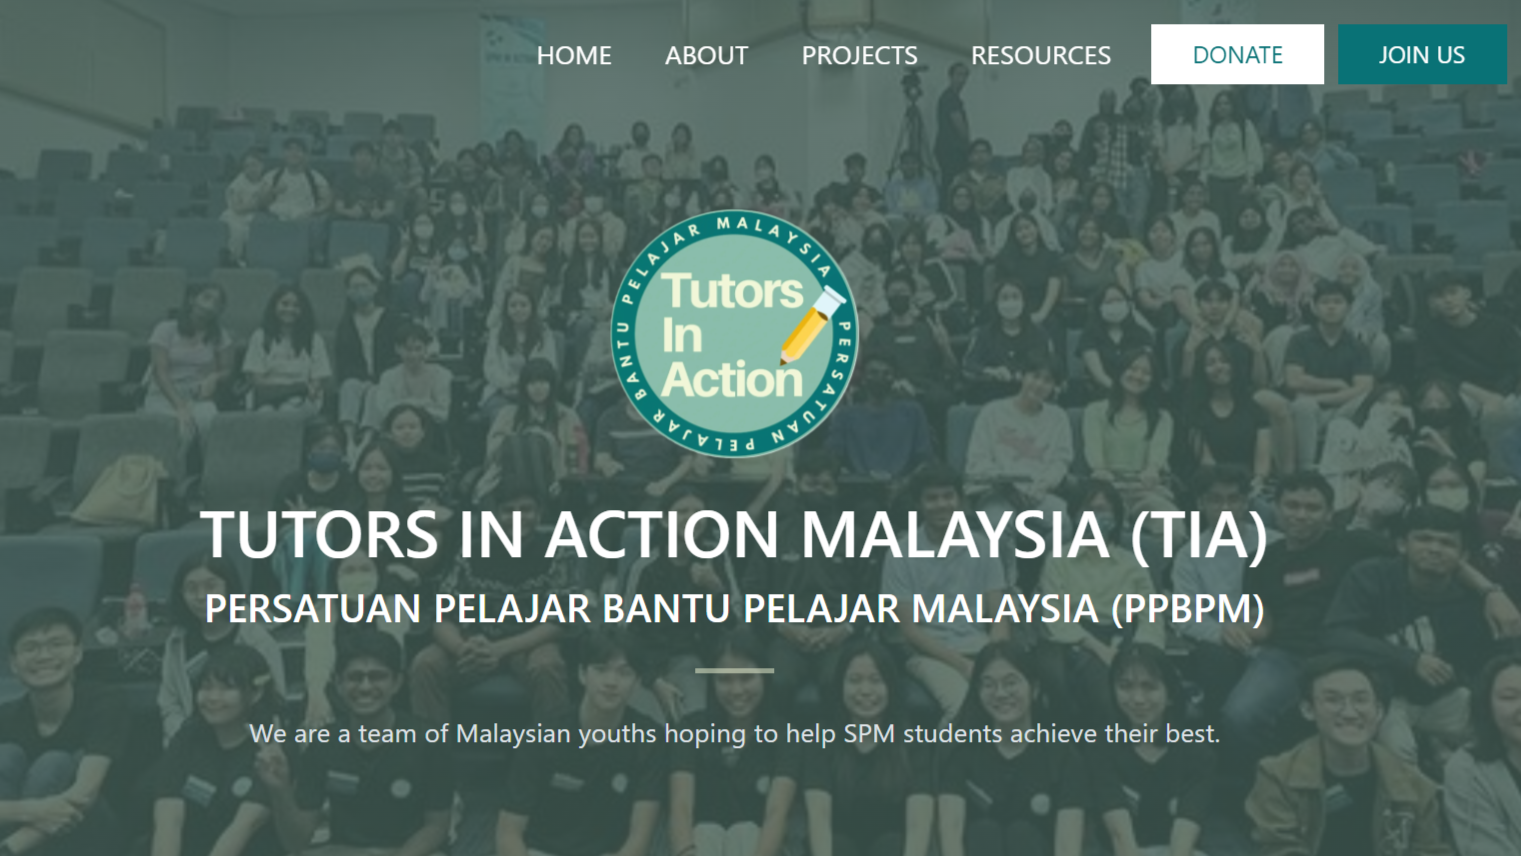 HOME ABOUT PROJECTS RESOURCES DONATE JOIN US
PERSATUAN PELAJAR BANTU PELAJAR MALAYSIA
Tutors
In
Action
TUTORS IN ACTION MALAYSIA (TIA)
PERSATUAN PELAJAR BANTU PELAJAR MALAYSIA (PPBPM)
We are a team of Malaysian youths hoping to help SPM students achieve their best.